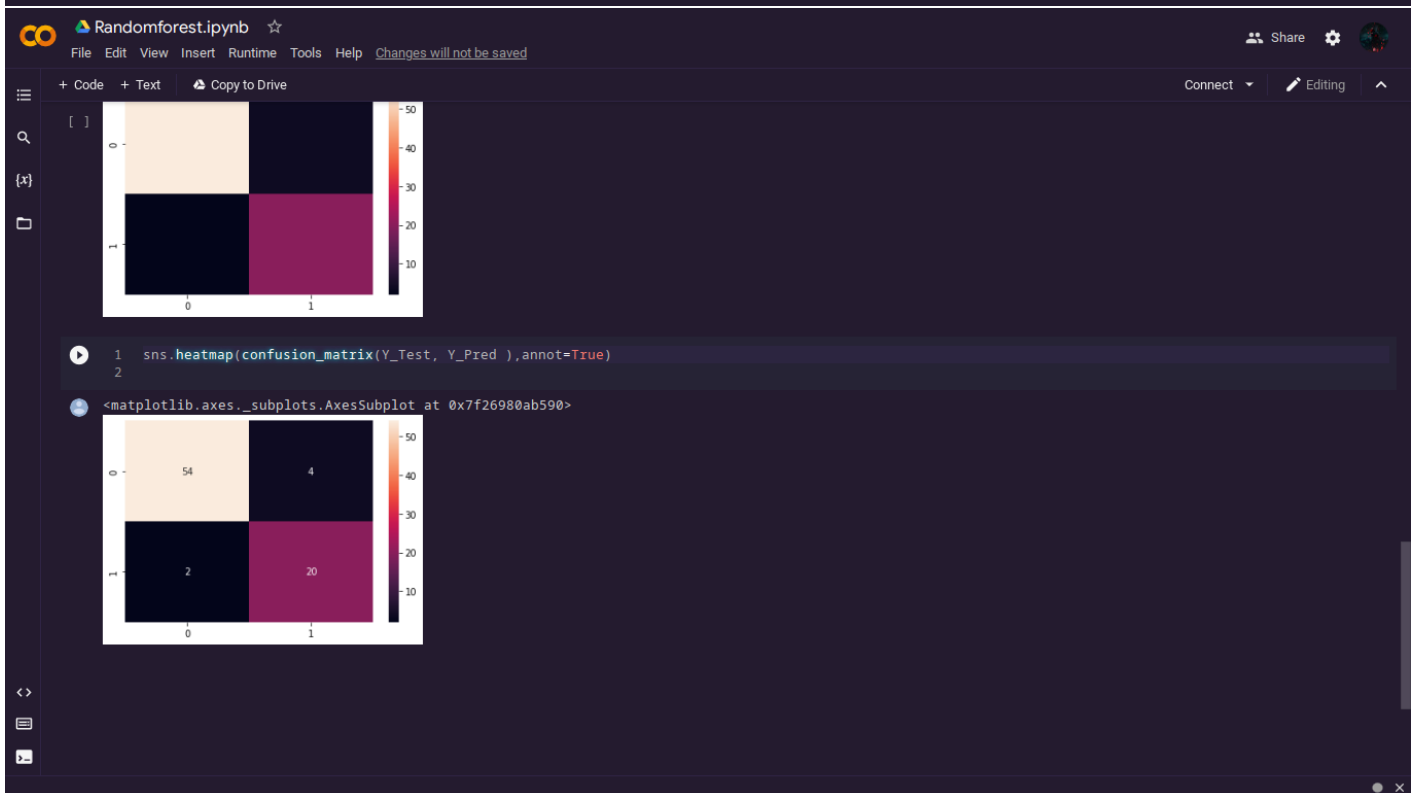 Randomforest.ipynb
File Edit View Insert Runtime Tools Help Changes will not be saved
Share
+ Code + Text Copy to Drive
Connect
Editing
[ ]
{x}
50
40
30
20
10
0
1
0 1
1 sns.heatmap(confusion_matrix(Y_Test, Y_Pred ),annot=True)
2
<matplotlib.axes._subplots.AxesSubplot at 0x7f26980ab590>
0 54 4
1 2 20
0 1
50
40
30
20
10